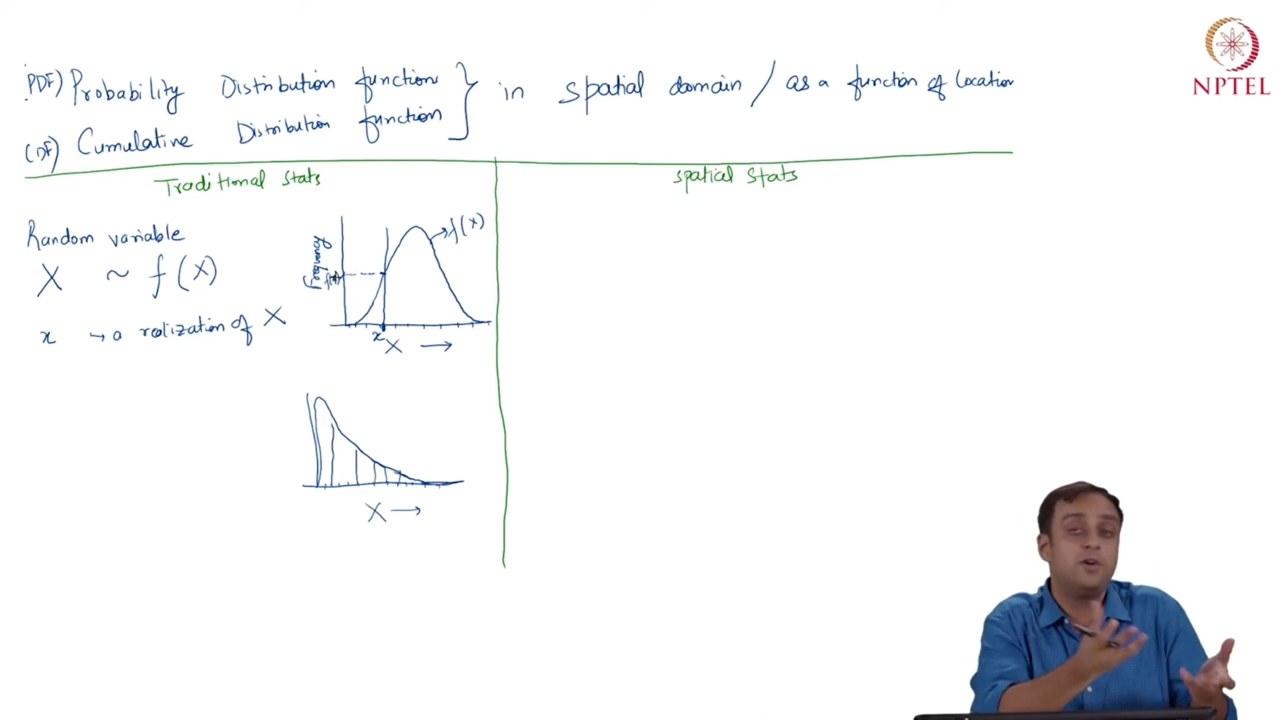 PDF) Probability Distribution function
CDF) Cumulative Distribution function
in spatial domain / as a function of location
NPTEL
Traditional Stats
Spatial Stats
Random variable
X ~ f(X)
x → a realization of X
Frequency
f(x)
f(X)
x
X →
X →